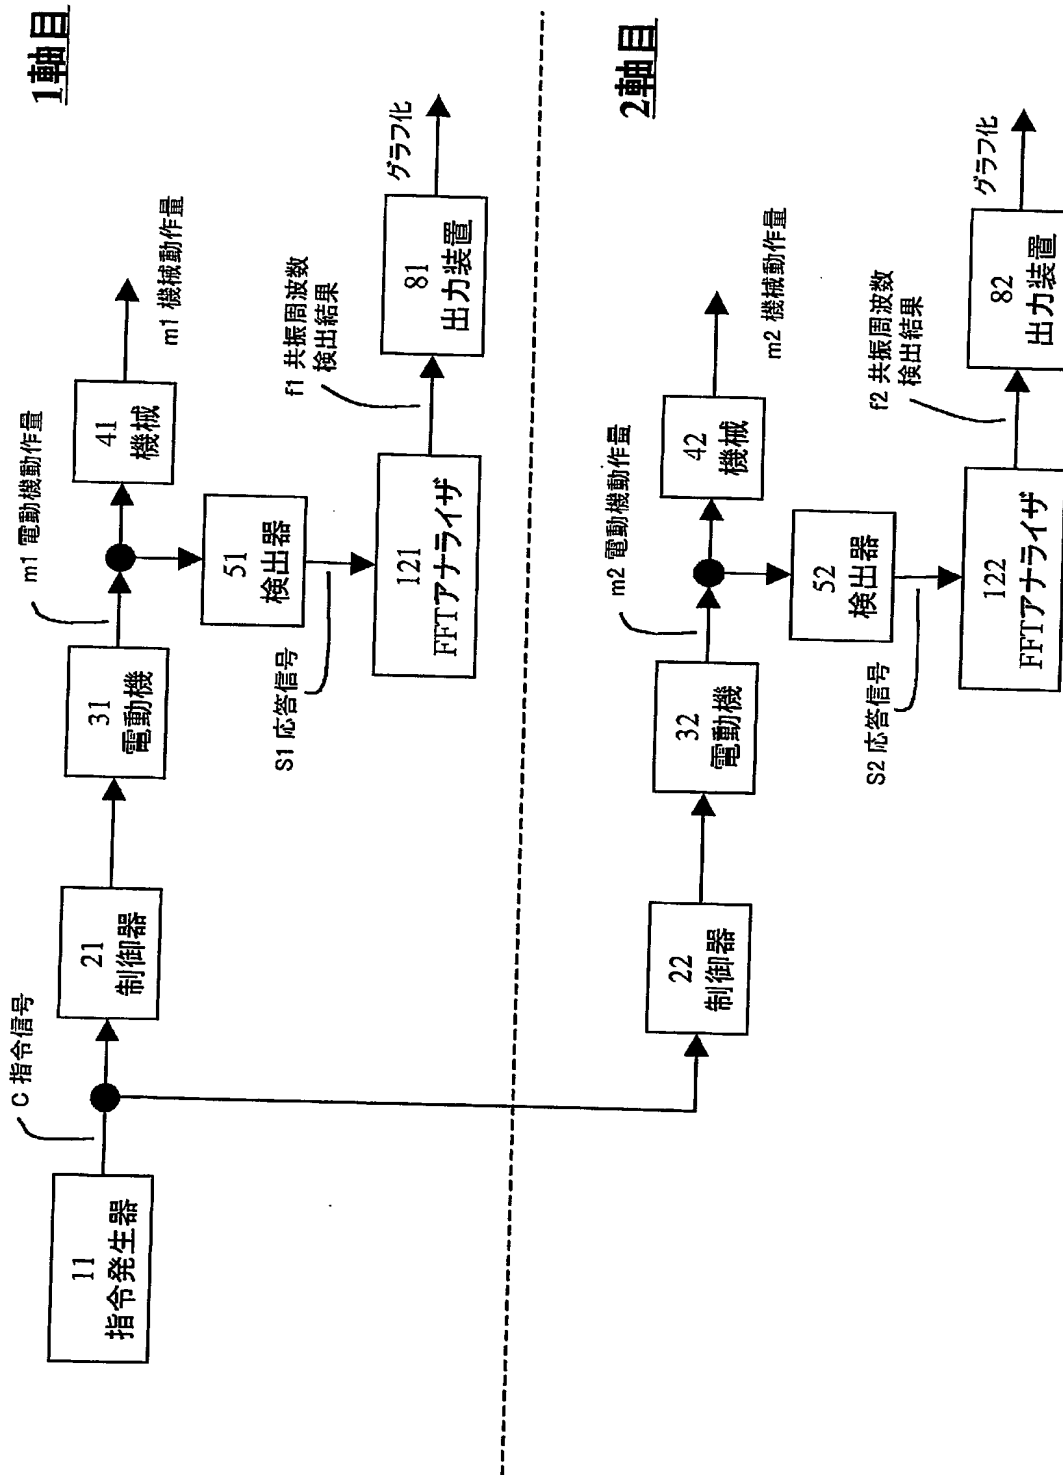 1軸目
C 指令信号
11
指令発生器
21
制御器
31
電動機
m1 電動機動作量
41
機械
m1 機械動作量
51
検出器
S1 応答信号
121
FFTアナライザ
f1 共振周波数
検出結果
81
出力装置
グラフ化
2軸目
22
制御器
32
電動機
m2 電動機動作量
42
機械
m2 機械動作量
52
検出器
S2 応答信号
122
FFTアナライザ
f2 共振周波数
検出結果
82
出力装置
グラフ化